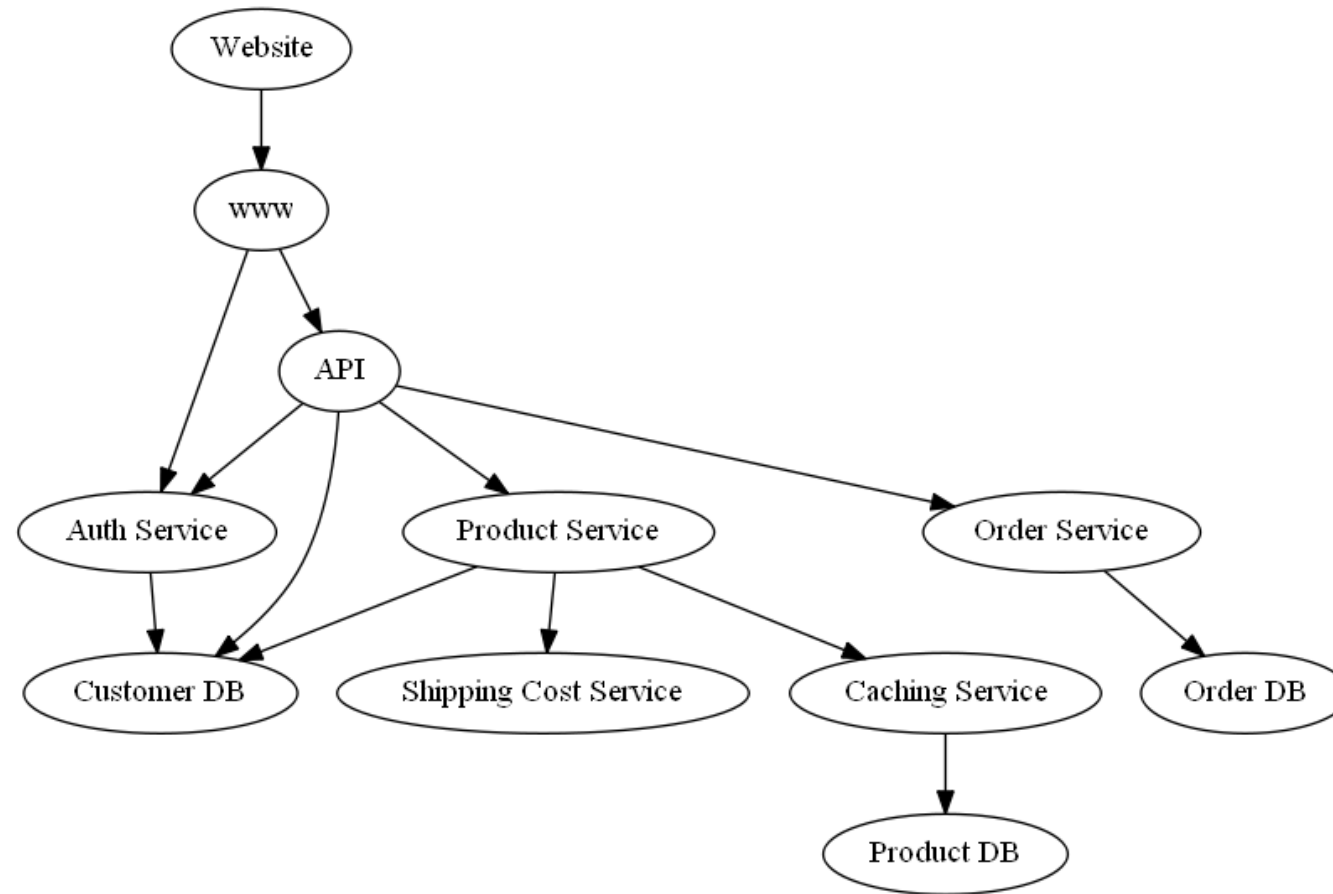 Website
www
API
Auth Service
Product Service
Order Service
Customer DB
Shipping Cost Service
Caching Service
Order DB
Product DB